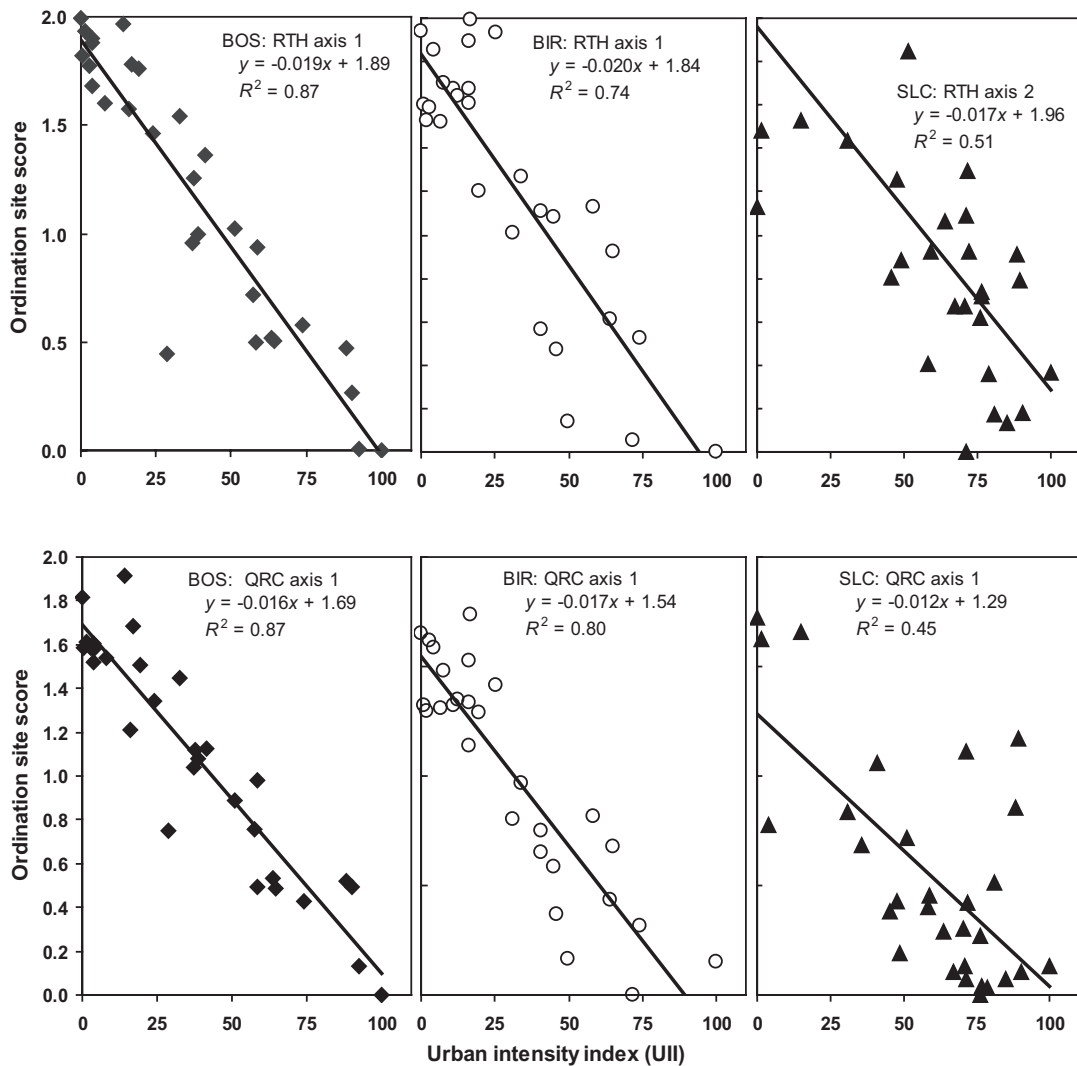 BOS: RTH axis 1
y = -0.019x + 1.89
R² = 0.87
BIR: RTH axis 1
y = -0.020x + 1.84
R² = 0.74
SLC: RTH axis 2
y = -0.017x + 1.96
R² = 0.51
Ordination site score
2.0
1.5
1.0
0.5
0.0
0 25 50 75 100 0 25 50 75 100 0 25 50 75 100
BOS: QRC axis 1
y = -0.016x + 1.69
R² = 0.87
BIR: QRC axis 1
y = -0.017x + 1.54
R² = 0.80
SLC: QRC axis 1
y = -0.012x + 1.29
R² = 0.45
Ordination site score
2.0
1.8
1.6
1.4
1.2
1.0
0.8
0.6
0.4
0.2
0.0
0 25 50 75 100 0 25 50 75 100 0 25 50 75 100
Urban intensity index (UII)